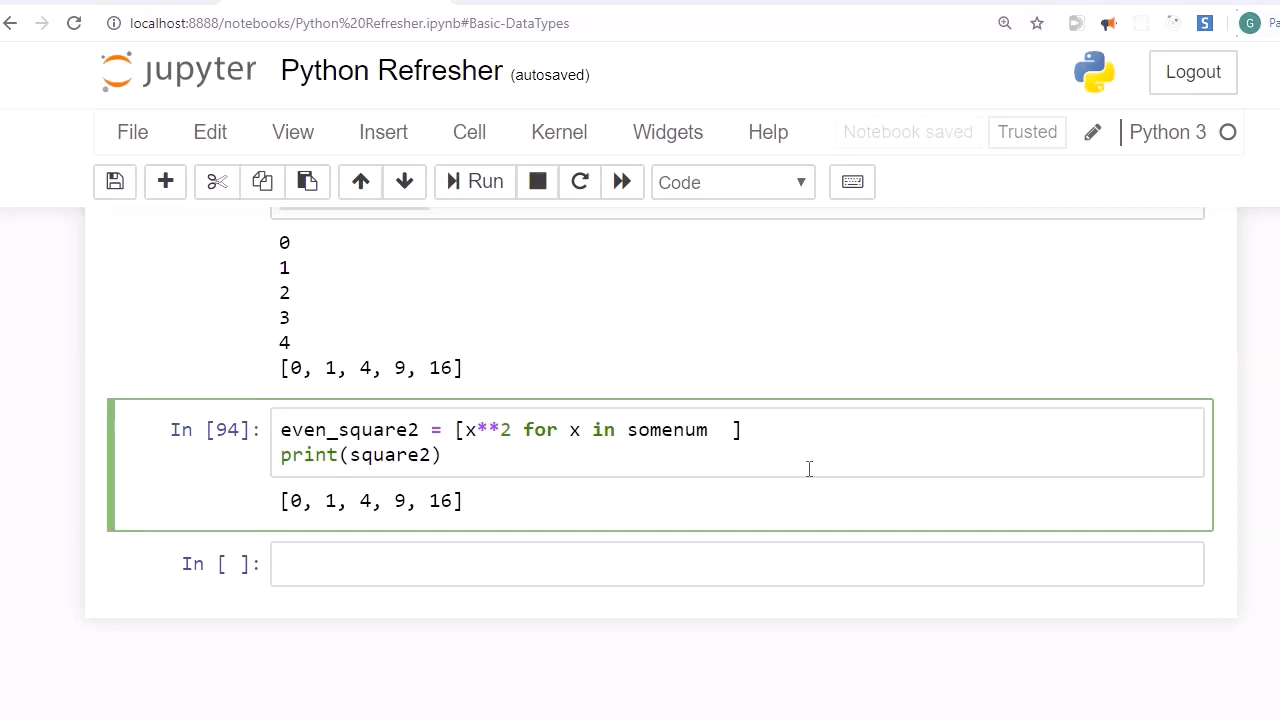 localhost:8888/notebooks/Python%20Refresher.ipynb#Basic-DataTypes
S
G
Pa
jupyter Python Refresher (autosaved)
Logout
File Edit View Insert Cell Kernel Widgets Help
Notebook saved
Trusted
Python 3
Run
Code
0
1
2
3
4
[0, 1, 4, 9, 16]
In [94]: even_square2 = [x**2 for x in somenum  ]
print(square2)
[0, 1, 4, 9, 16]
In [ ]: